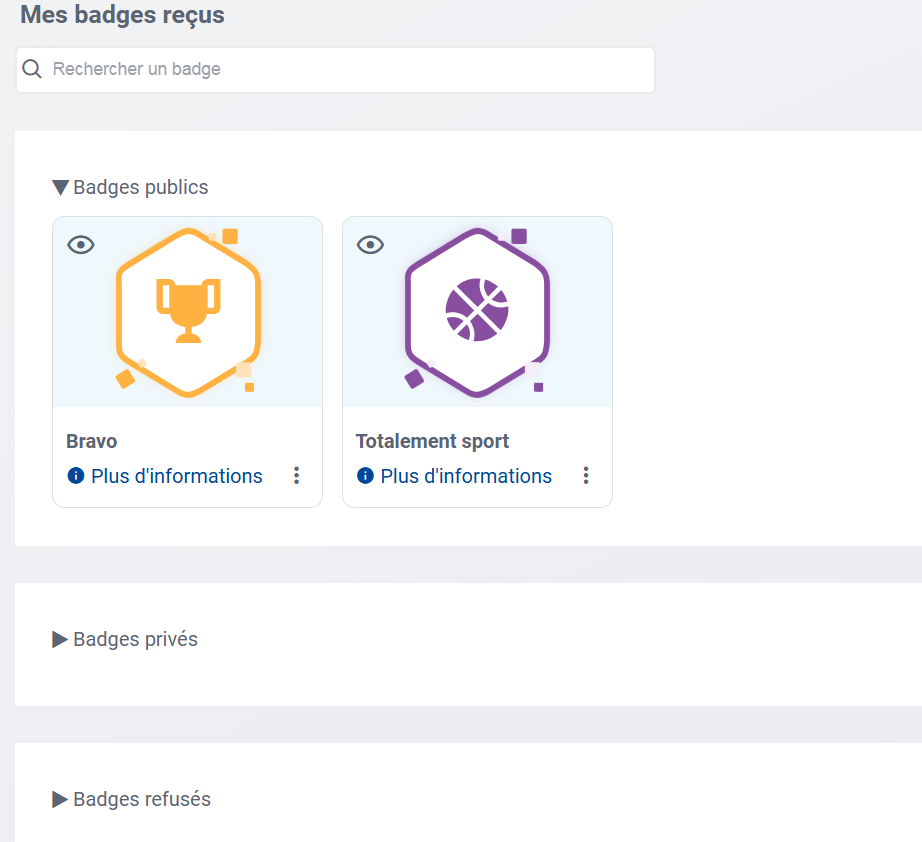 Mes badges reçus
Rechercher un badge
Badges publics
Bravo
Plus d'informations
Totalement sport
Plus d'informations
Badges privés
Badges refusés